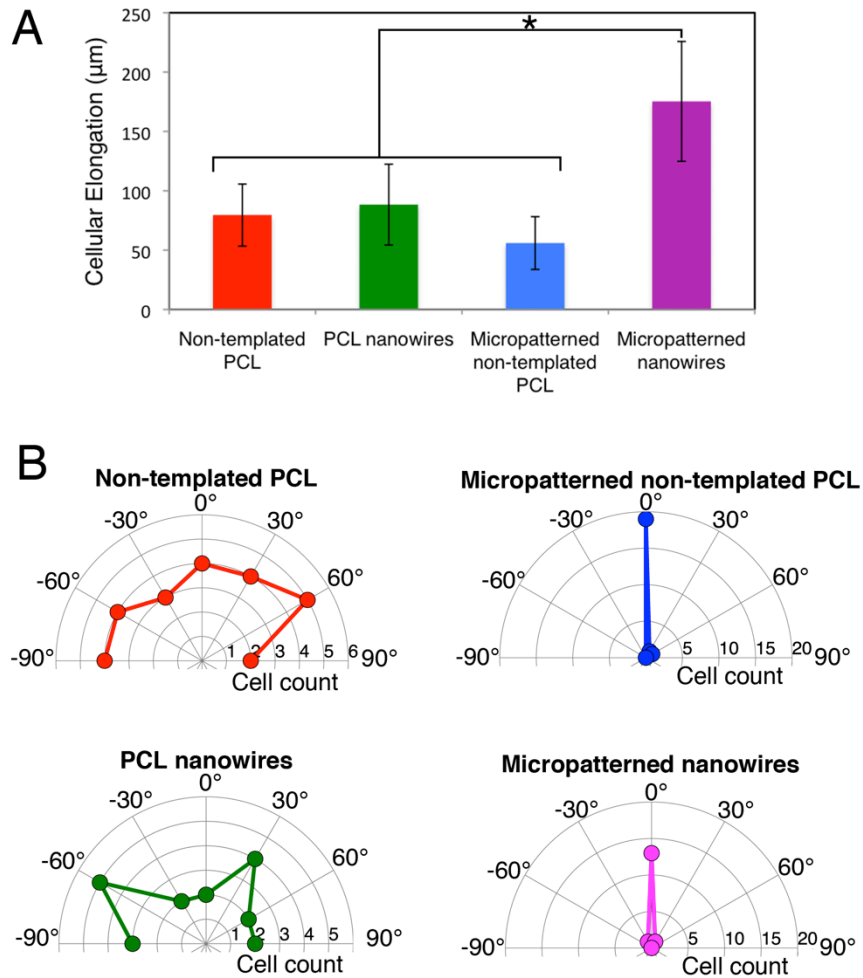 A
Cellular Elongation (µm)
250
200
150
100
50
0
*
Non-templated
PCL
PCL nanowires
Micropatterned
non-templated
PCL
Micropatterned
nanowires
B
Non-templated PCL
0°
-30°
30°
-60°
60°
-90°
1 2 3 4 5 6
90°
Cell count
Micropatterned non-templated PCL
0°
-30°
30°
-60°
60°
-90°
5 10 15 20
90°
Cell count
PCL nanowires
0°
-30°
30°
-60°
60°
-90°
1 2 3 4 5 6
90°
Cell count
Micropatterned nanowires
0°
-30°
30°
-60°
60°
-90°
5 10 15 20
90°
Cell count